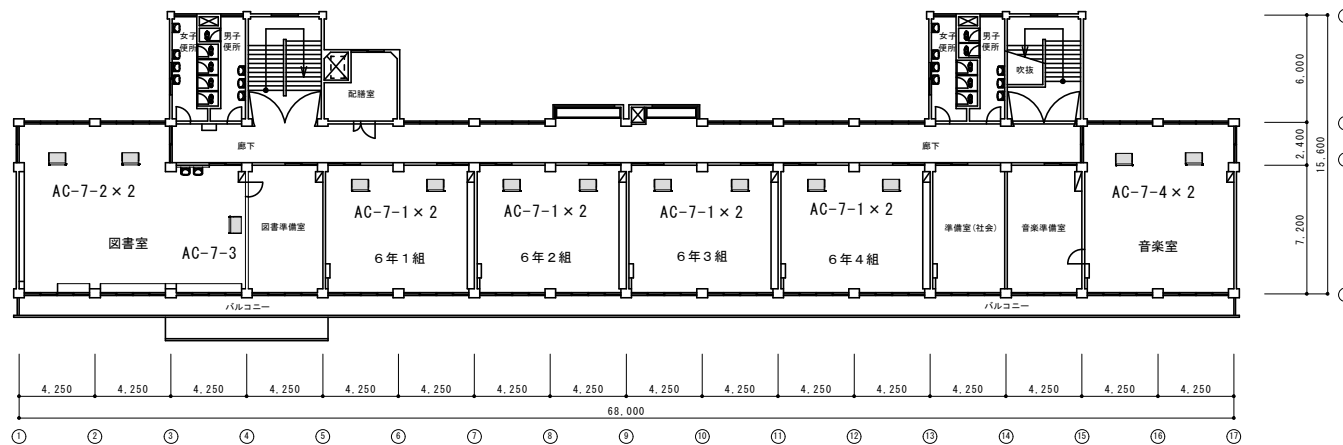 女子
便所
男子
便所
配膳室
女子
便所
男子
便所
吹抜
廊下
廊下
AC-7-2×2
図書室
AC-7-3
図書準備室
AC-7-1×2
6年1組
AC-7-1×2
6年2組
AC-7-1×2
6年3組
AC-7-1×2
6年4組
準備室(社会)
音楽準備室
AC-7-4×2
音楽室
バルコニー
バルコニー
6,000
2,400
7,200
15,600
4,250 4,250 4,250 4,250 4,250 4,250 4,250 4,250 4,250 4,250 4,250 4,250 4,250 4,250 4,250 4,250
68,000
① ② ③ ④ ⑤ ⑥ ⑦ ⑧ ⑨ ⑩ ⑪ ⑫ ⑬ ⑭ ⑮ ⑯ ⑰